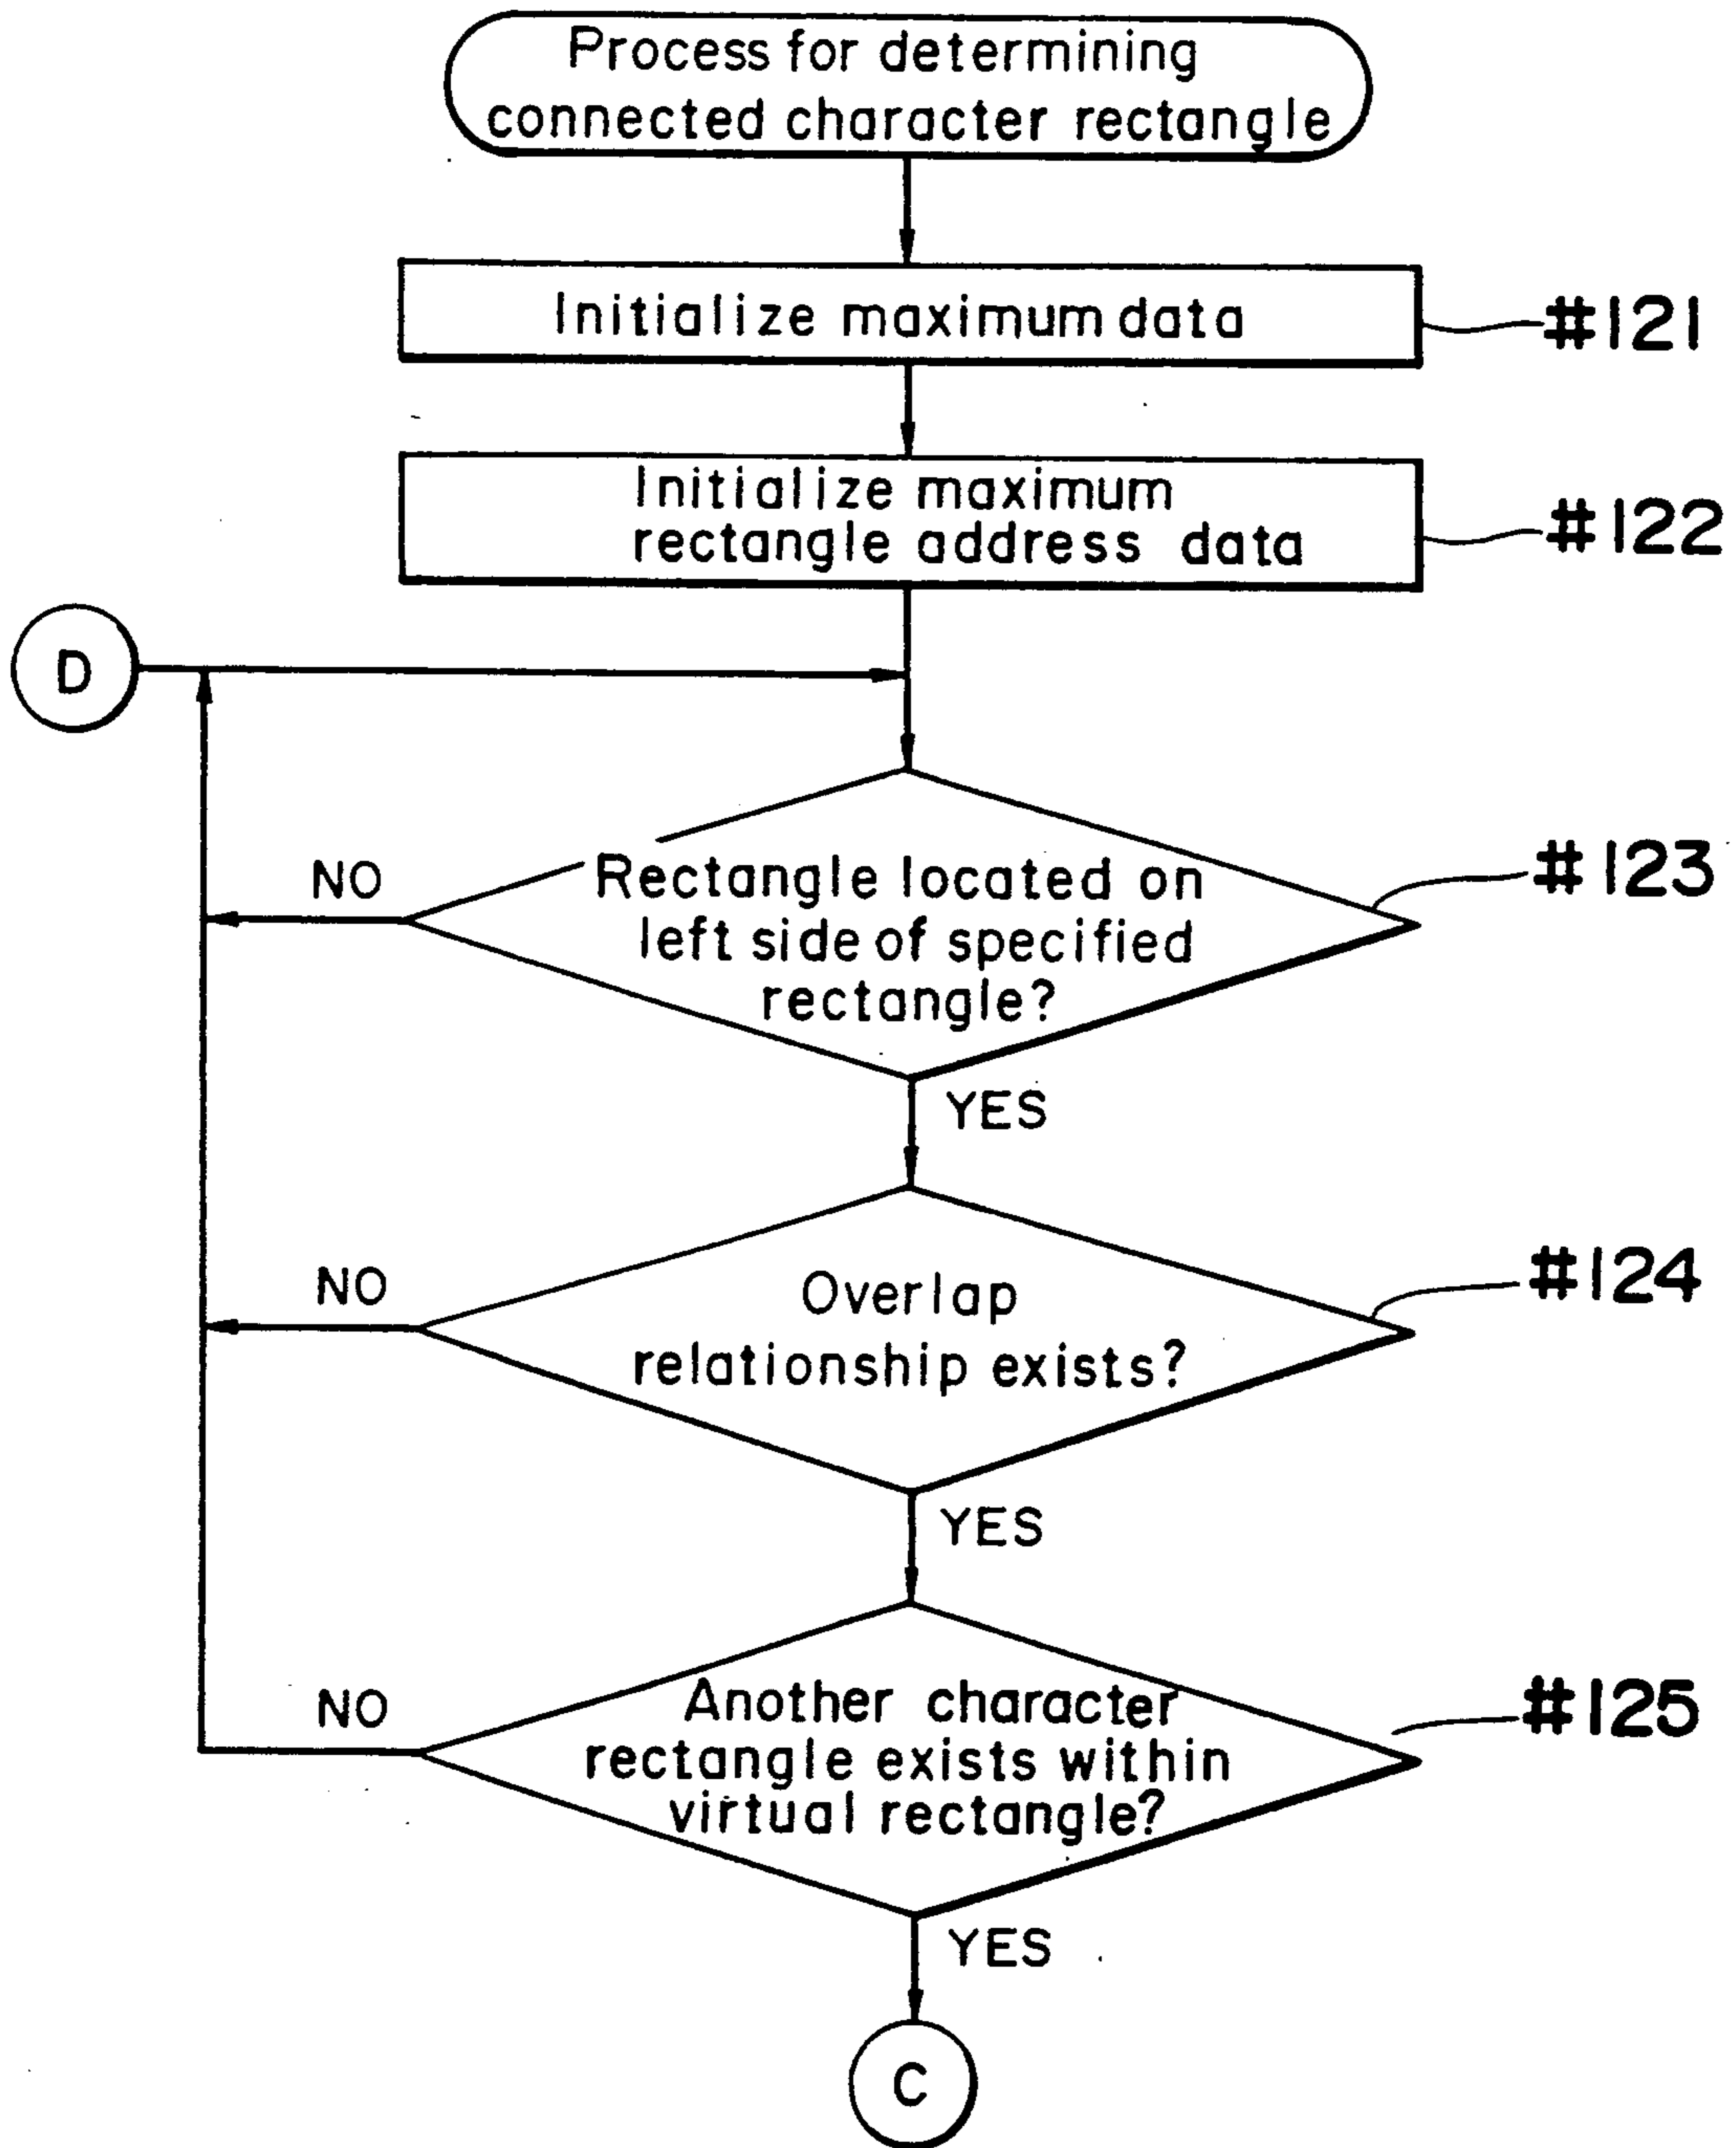 Process for determining
connected character rectangle
Initialize maximum data
#121
Initialize maximum
rectangle address data
#122
D
NO
Rectangle located on
left side of specified
rectangle?
#123
YES
NO
Overlap
relationship exists?
#124
YES
NO
Another character
rectangle exists within
virtual rectangle?
#125
YES
C